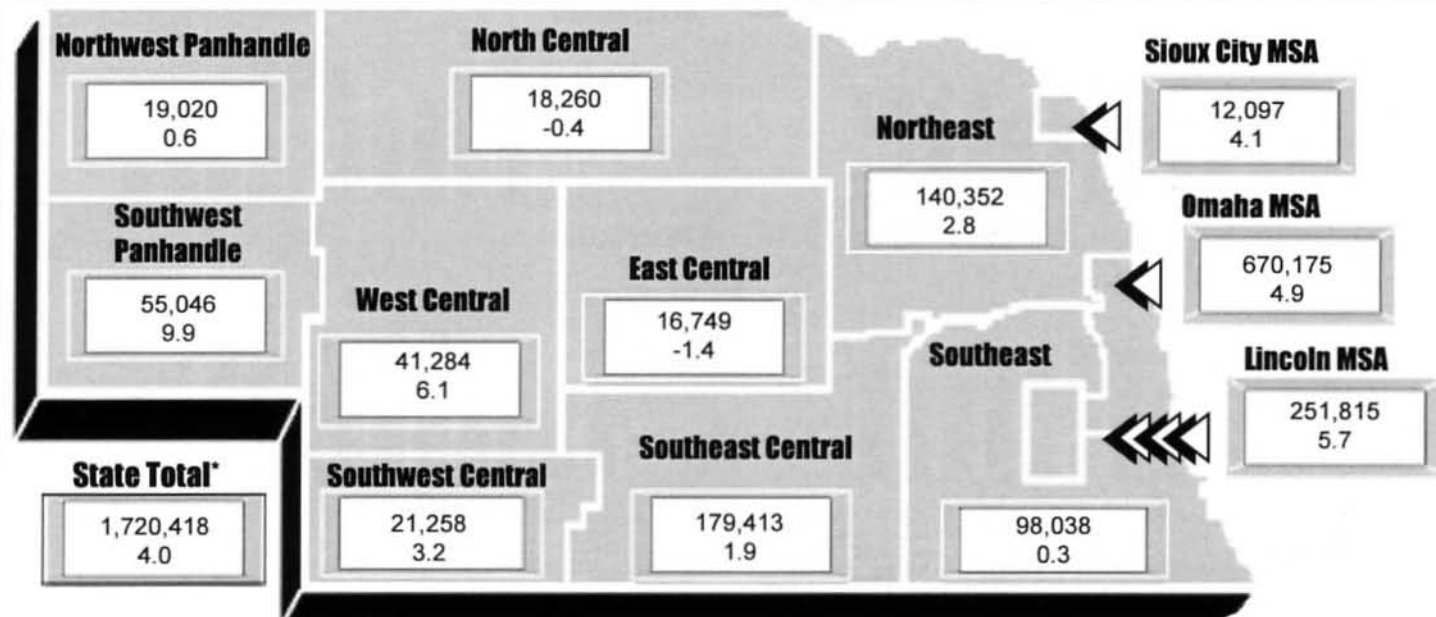 Northwest Panhandle
19,020
0.6
North Central
18,260
-0.4
Sioux City MSA
12,097
4.1
Northeast
140,352
2.8
Southwest
Panhandle
55,046
9.9
West Central
41,284
6.1
East Central
16,749
-1.4
Omaha MSA
670,175
4.9
Southeast
98,038
0.3
Lincoln MSA
251,815
5.7
State Total*
1,720,418
4.0
Southwest Central
21,258
3.2
Southeast Central
179,413
1.9